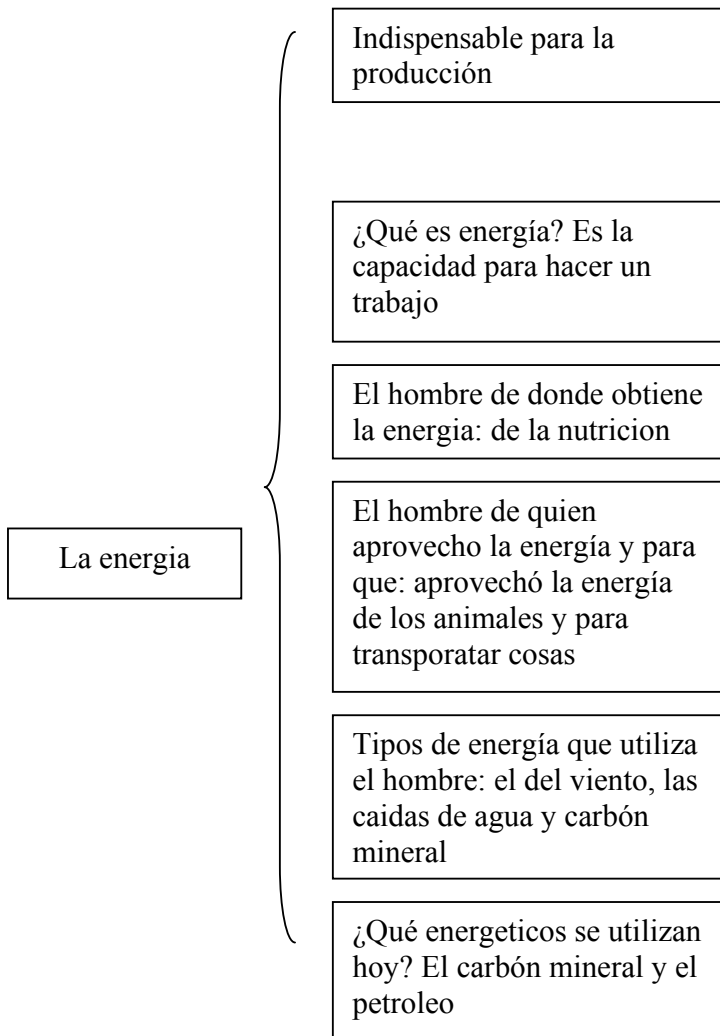 Indispensable para la
producción
¿Qué es energía? Es la
capacidad para hacer un
trabajo
El hombre de donde obtiene
la energia: de la nutricion
La energia
El hombre de quien
aprovecho la energía y para
que: aprovechó la energía
de los animales y para
transporatar cosas
Tipos de energía que utiliza
el hombre: el del viento, las
caidas de agua y carbón
mineral
¿Qué energeticos se utilizan
hoy? El carbón mineral y el
petroleo